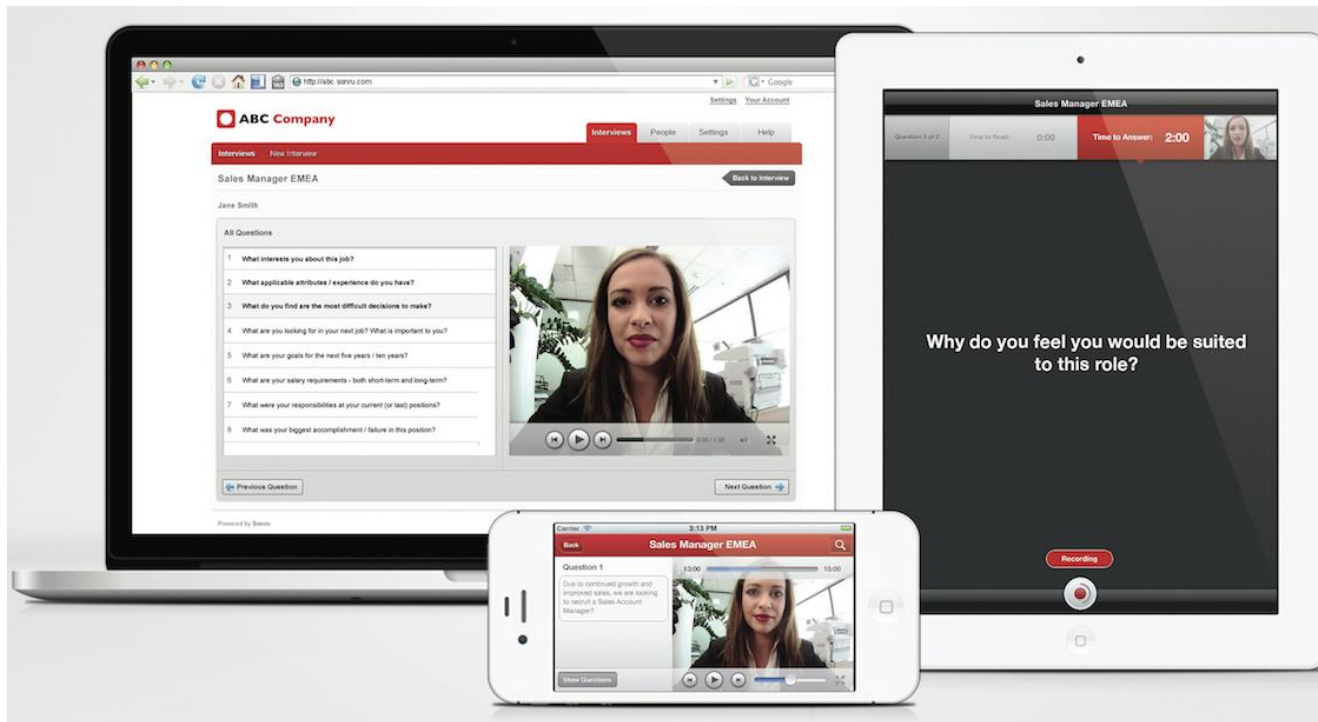 http://abc.sonru.com
Google
Settings Your Account
ABC Company
Interviews People Settings Help
Interviews New Interview
Sales Manager EMEA
Back to Interview
Jane Smith
All Questions
1 What interests you about this job?
2 What applicable attributes / experience do you have?
3 What do you find are the most difficult decisions to make?
4 What are you looking for in your next job? What is important to you?
5 What are your goals for the next five years / ten years?
6 What are your salary requirements - both short-term and long-term?
7 What were your responsibilities at your current (or last) positions?
8 What was your biggest accomplishment / failure in this position?
Previous Question
Next Question
Powered by Sonru
Sales Manager EMEA
Question 1 of 2
Time to Read: 0:00
Time to Answer: 2:00
Why do you feel you would be suited
to this role?
Recording
Carrier 3:13 PM
Back
Sales Manager EMEA
Question 1
13:00 15:00
Due to continued growth and
improved sales, we are looking
to recruit a Sales Account
Manager?
Show Questions